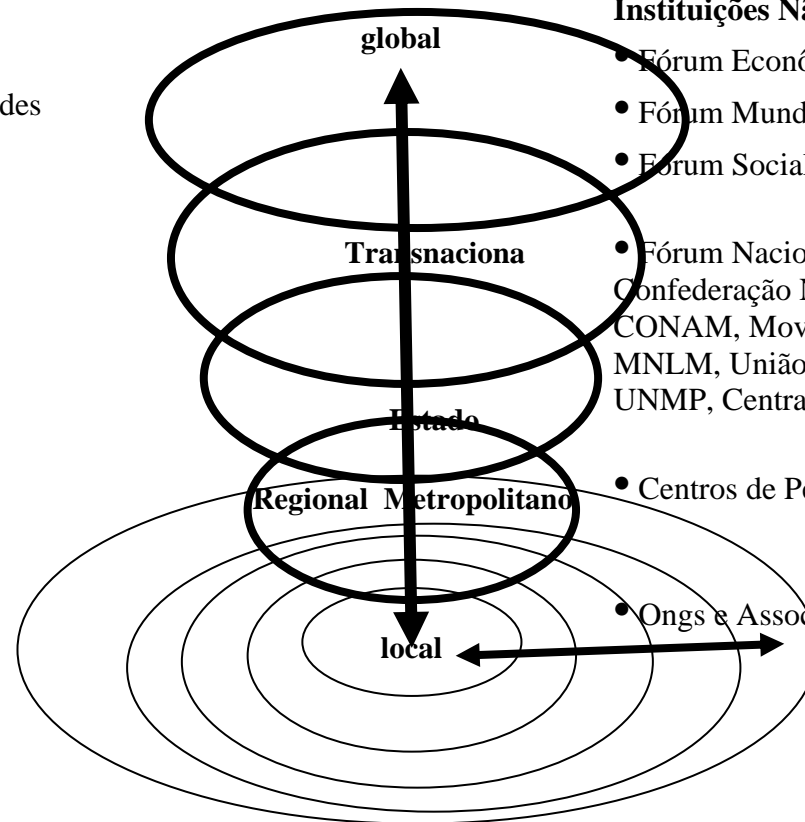 des
global
Transnaciona
Estado
Regional Metropolitano
local
Instituições Nã
• Fórum Econô
• Fórum Mund
• Fórum Social
• Fórum Nacio
Confederação N
CONAM, Mov
MNLM, União
UNMP, Centra
• Centros de Pe
• Ongs e Assoc